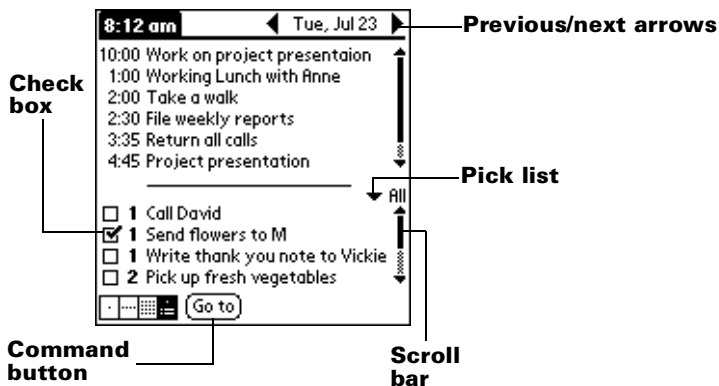 8:12 am Tue, Jul 23
Previous/next arrows
10:00 Work on project presentaion
1:00 Working Lunch with Anne
2:00 Take a walk
2:30 File weekly reports
3:35 Return all calls
4:45 Project presentation
Check
box
Pick list
All
1 Call David
1 Send flowers to M
1 Write thank you note to Vickie
2 Pick up fresh vegetables
Go to
Command
button
Scroll
bar